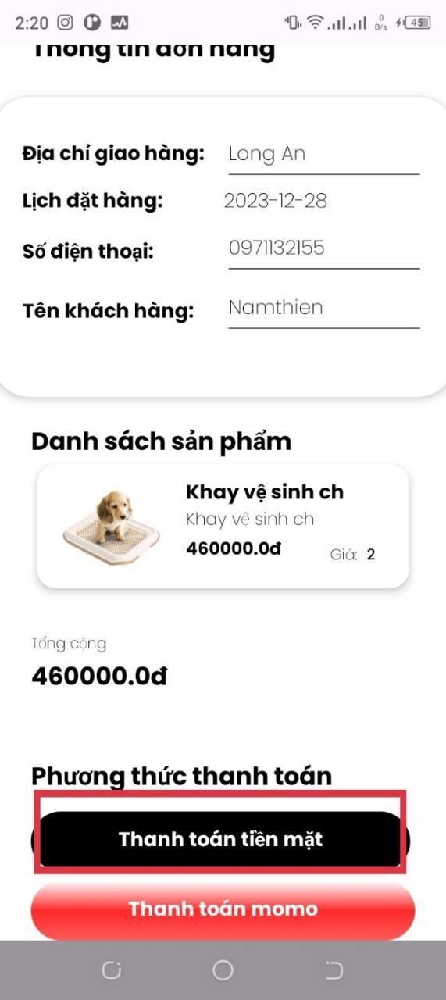 2:20
0
B/s
45
Thông tin đơn hàng
Địa chỉ giao hàng: Long An
Lịch đặt hàng: 2023-12-28
Số điện thoại: 0971132155
Tên khách hàng: Namthien
Danh sách sản phẩm
Khay vệ sinh ch
Khay vệ sinh ch
460000.0đ Giá: 2
Tổng cộng
460000.0đ
Phương thức thanh toán
Thanh toán tiền mặt
Thanh toán momo